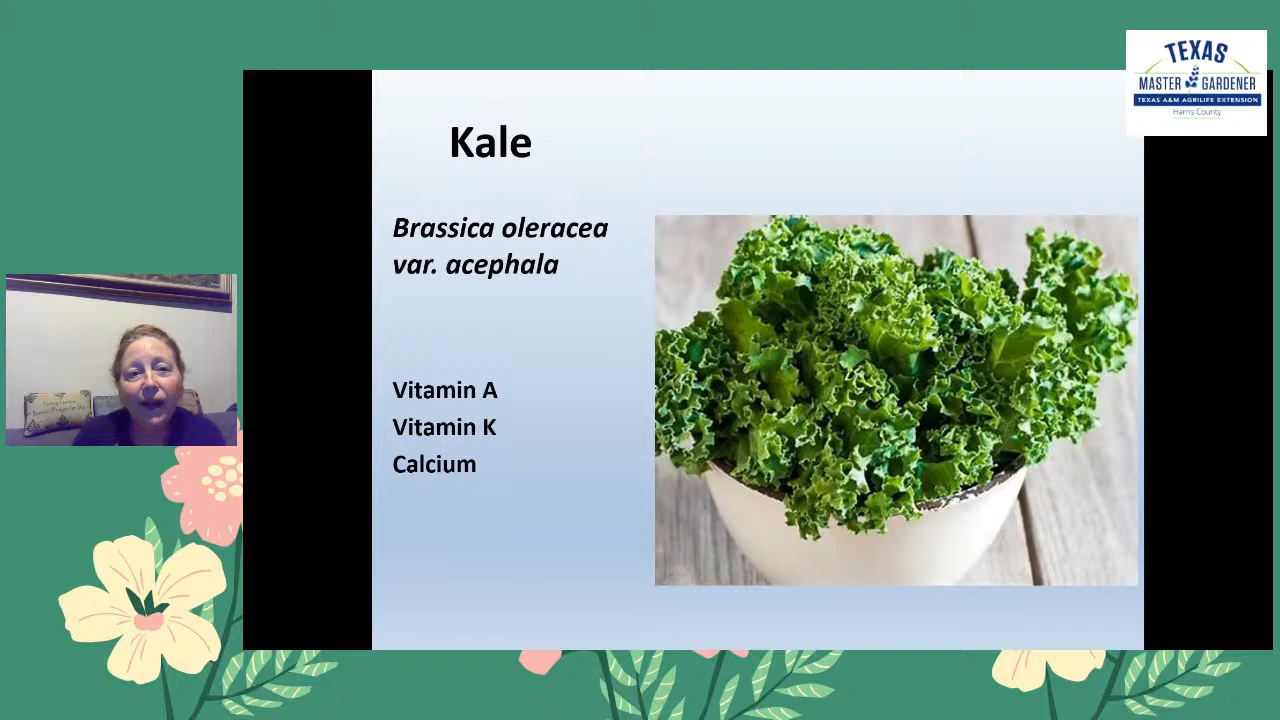 TEXAS
MASTER GARDENER
TEXAS A&M AGRILIFE EXTENSION
Harris County
Kale
Brassica oleracea
var. acephala
Vitamin A
Vitamin K
Calcium